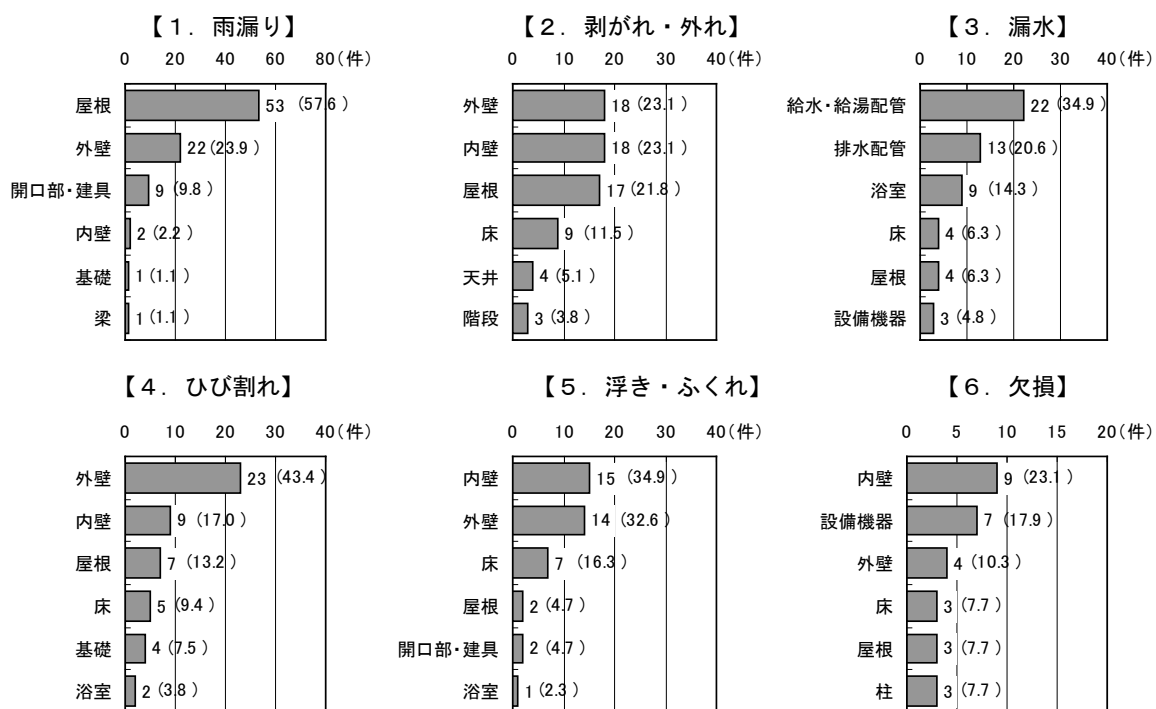 【１．雨漏り】
0 20 40 60 80(件)
屋根 53 (57.6)
外壁 22(23.9)
開口部・建具 9 (9.8)
内壁 2 (2.2)
基礎 1 (1.1)
梁 1 (1.1)
【２．剥がれ・外れ】
0 10 20 30 40(件)
外壁 18(23.1)
内壁 18(23.1)
屋根 17(21.8)
床 9 (11.5)
天井 4 (5.1)
階段 3 (3.8)
【３．漏水】
0 10 20 30 40(件)
給水・給湯配管 22 (34.9)
排水配管 13(20.6)
浴室 9 (14.3)
床 4 (6.3)
屋根 4 (6.3)
設備機器 3 (4.8)
【４．ひび割れ】
0 10 20 30 40(件)
外壁 23 (43.4)
内壁 9 (17.0)
屋根 7 (13.2)
床 5 (9.4)
基礎 4 (7.5)
浴室 2 (3.8)
【５．浮き・ふくれ】
0 10 20 30 40(件)
内壁 15 (34.9)
外壁 14 (32.6)
床 7 (16.3)
屋根 2 (4.7)
開口部・建具 2 (4.7)
浴室 1 (2.3)
【６．欠損】
0 5 10 15 20(件)
内壁 9 (23.1)
設備機器 7 (17.9)
外壁 4 (10.3)
床 3 (7.7)
屋根 3 (7.7)
柱 3 (7.7)